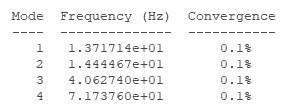 Mode  Frequency (Hz)  Convergence
----  --------------  -----------
1  1.371714e+01  0.1%
2  1.444467e+01  0.1%
3  4.062740e+01  0.1%
4  7.173760e+01  0.1%